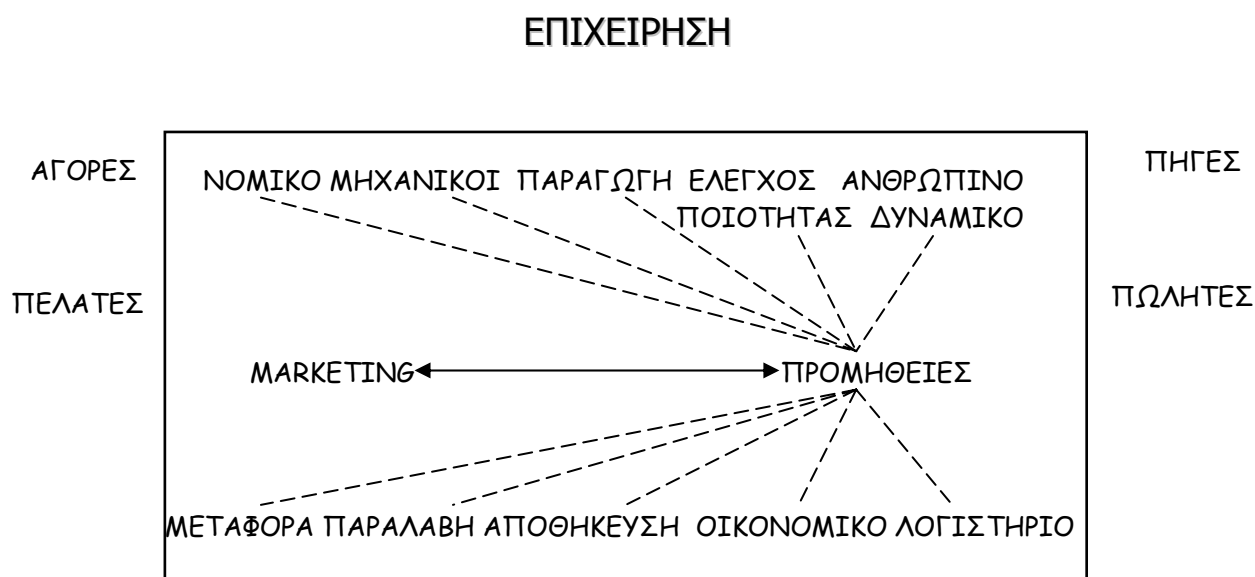 ΕΠΙΧΕΙΡΗΣΗ
ΑΓΟΡΕΣ
ΝΟΜΙΚΟ ΜΗΧΑΝΙΚΟΙ ΠΑΡΑΓΩΓΗ ΕΛΕΓΧΟΣ ΑΝΘΡΩΠΙΝΟ
ΠΟΙΟΤΗΤΑΣ ΔΥΝΑΜΙΚΟ
ΠΗΓΕΣ
ΠΕΛΑΤΕΣ
ΠΩΛΗΤΕΣ
MARKETING ΠΡΟΜΗΘΕΙΕΣ
ΜΕΤΑΦΟΡΑ ΠΑΡΑΛΑΒΗ ΑΠΟΘΗΚΕΥΣΗ ΟΙΚΟΝΟΜΙΚΟ ΛΟΓΙΣΤΗΡΙΟ